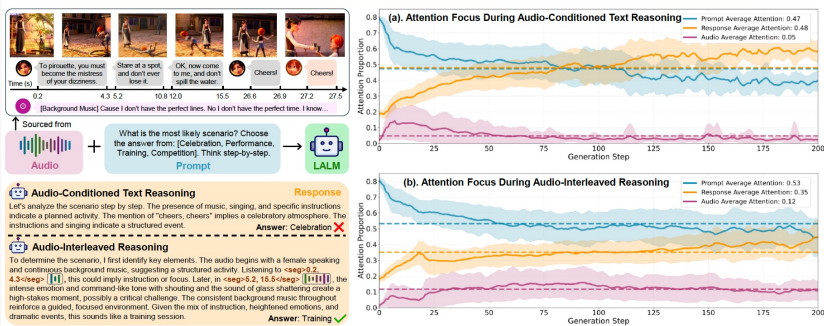 To pirouette, you must
become the mistress
of your dizziness.
Stare at a spot,
and don't ever
lose it.
OK, now come
to me, and don't
spill the water.
Cheers!
Cheers!
Time (s)
0.2
4.3 5.2
10.8 12.0
15.5
26.6
26.9
27.2
27.5
[Background Music] Cause I don't have the perfect lines. No I don't have the perfect time. I know…
Sourced from
Audio
+
What is the most likely scenario? Choose
the answer from: [Celebration, Performance,
Training, Competition]. Think step-by-step.
Prompt
LALM
Audio-Conditioned Text Reasoning
Response
Let's analyze the scenario step by step. The presence of music, singing, and specific instructions
indicate a planned activity. The mention of "cheers, cheers" implies a celebratory atmosphere. The
instructions and singing indicate a structured event.
Answer: Celebration
Audio-Interleaved Reasoning
To determine the scenario, I first identify key elements. The audio begins with a female speaking
and continuous background music, suggesting a structured activity. Listening to <seg>0.2,
4.3</seg>, this could imply instruction or focus. Later, in <seg>5.2, 15.5</seg>, the
intense emotion and command-like tone with shouting and the sound of glass shattering create a
high-stakes moment, possibly a critical challenge. The consistent background music throughout
reinforce a guided, focused environment. Given the mix of instruction, heightened emotions, and
dramatic events, this sounds like a training session.
Answer: Training
(a). Attention Focus During Audio-Conditioned Text Reasoning
Prompt Average Attention: 0.47
Response Average Attention: 0.48
Audio Average Attention: 0.05
Attention Proportion
0.8
0.7
0.6
0.5
0.4
0.3
0.2
0.1
0.0
0 25 50 75 100 125 150 175 200
Generation Step
(b). Attention Focus During Audio-Interleaved Reasoning
Prompt Average Attention: 0.53
Response Average Attention: 0.35
Audio Average Attention: 0.12
Attention Proportion
0.8
0.7
0.6
0.5
0.4
0.3
0.2
0.1
0.0
0 25 50 75 100 125 150 175 200
Generation Step